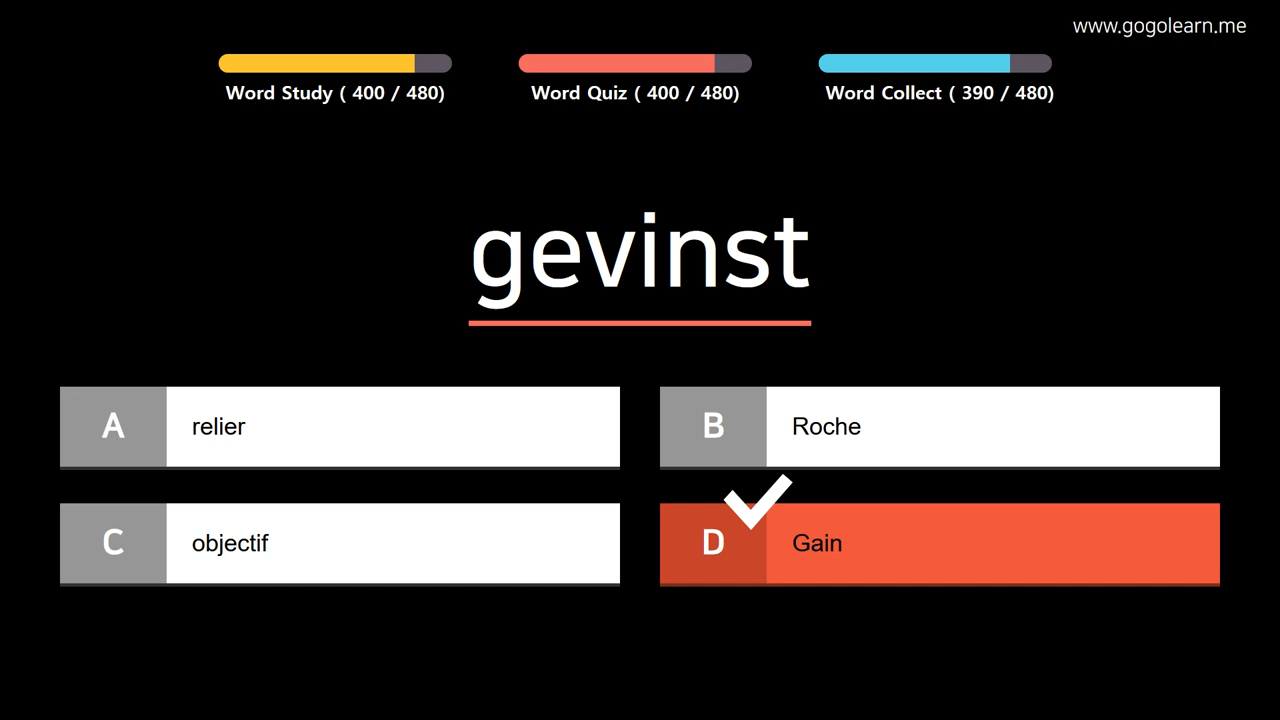 www.gogolearn.me
Word Study ( 400 / 480)
Word Quiz ( 400 / 480)
Word Collect ( 390 / 480)
gevinst
A relier
B Roche
C objectif
D Gain